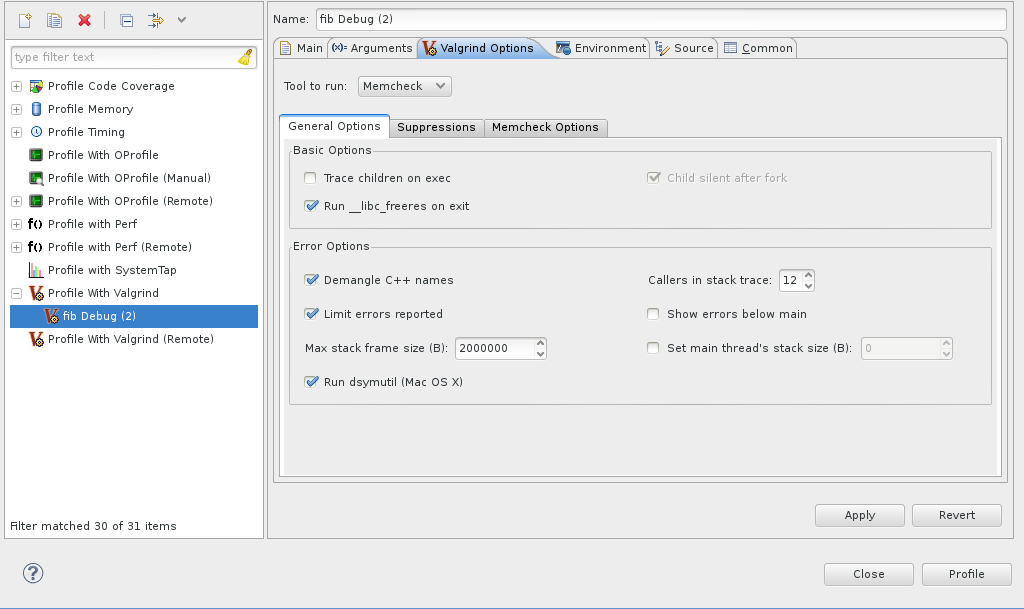 Name: fib Debug (2)
type filter text
Profile Code Coverage
Profile Memory
Profile Timing
Profile With OProfile
Profile With OProfile (Manual)
Profile With OProfile (Remote)
Profile with Perf
Profile with Perf (Remote)
Profile with SystemTap
Profile With Valgrind
fib Debug (2)
Profile With Valgrind (Remote)
Filter matched 30 of 31 items
Main (x)= Arguments Valgrind Options Environment Source Common
Tool to run: Memcheck
General Options Suppressions Memcheck Options
Basic Options
Trace children on exec Child silent after fork
Run __libc_freeres on exit
Error Options
Demangle C++ names Callers in stack trace: 12
Limit errors reported Show errors below main
Max stack frame size (B): 2000000 Set main thread's stack size (B): 0
Run dsymutil (Mac OS X)
Apply Revert
? Close Profile